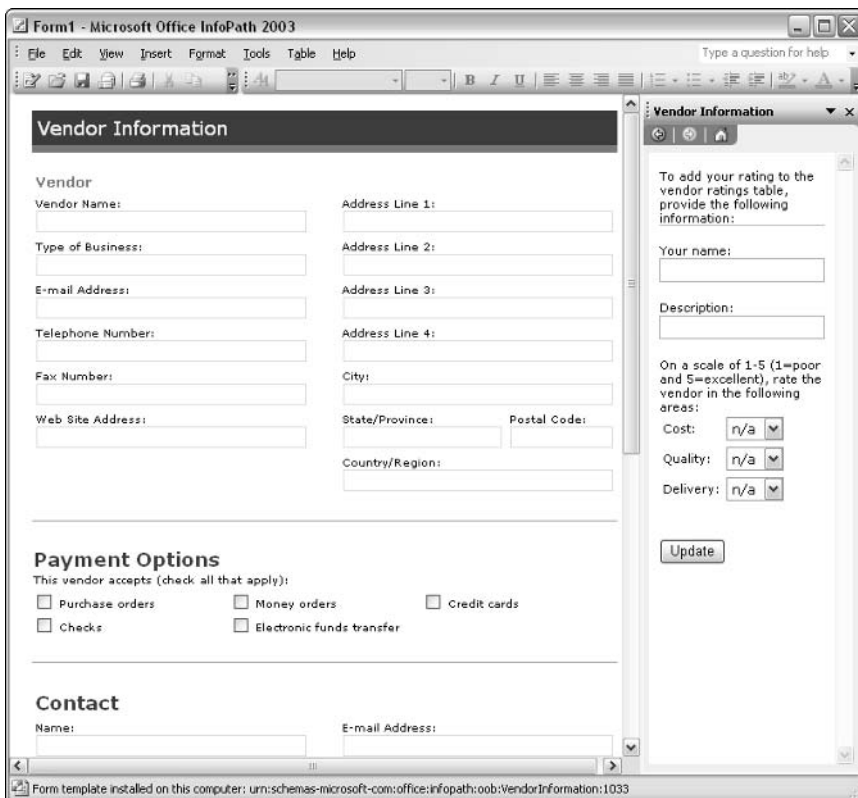 Form1 - Microsoft Office InfoPath 2003
File Edit View Insert Format Tools Table Help
Type a question for help
B I U
Vendor Information
Vendor
Vendor Name:
Address Line 1:
Type of Business:
Address Line 2:
E-mail Address:
Address Line 3:
Telephone Number:
Address Line 4:
Fax Number:
City:
Web Site Address:
State/Province:
Postal Code:
Country/Region:
Payment Options
This vendor accepts (check all that apply):
Purchase orders
Money orders
Credit cards
Checks
Electronic funds transfer
Contact
Name:
E-mail Address:
Vendor Information
To add your rating to the
vendor ratings table,
provide the following
information:
Your name:
Description:
On a scale of 1-5 (1=poor
and 5=excellent), rate the
vendor in the following
areas:
Cost: n/a
Quality: n/a
Delivery: n/a
Update
Form template installed on this computer: urn:schemas-microsoft-com:office:infopath:oob:VendorInformation:1033